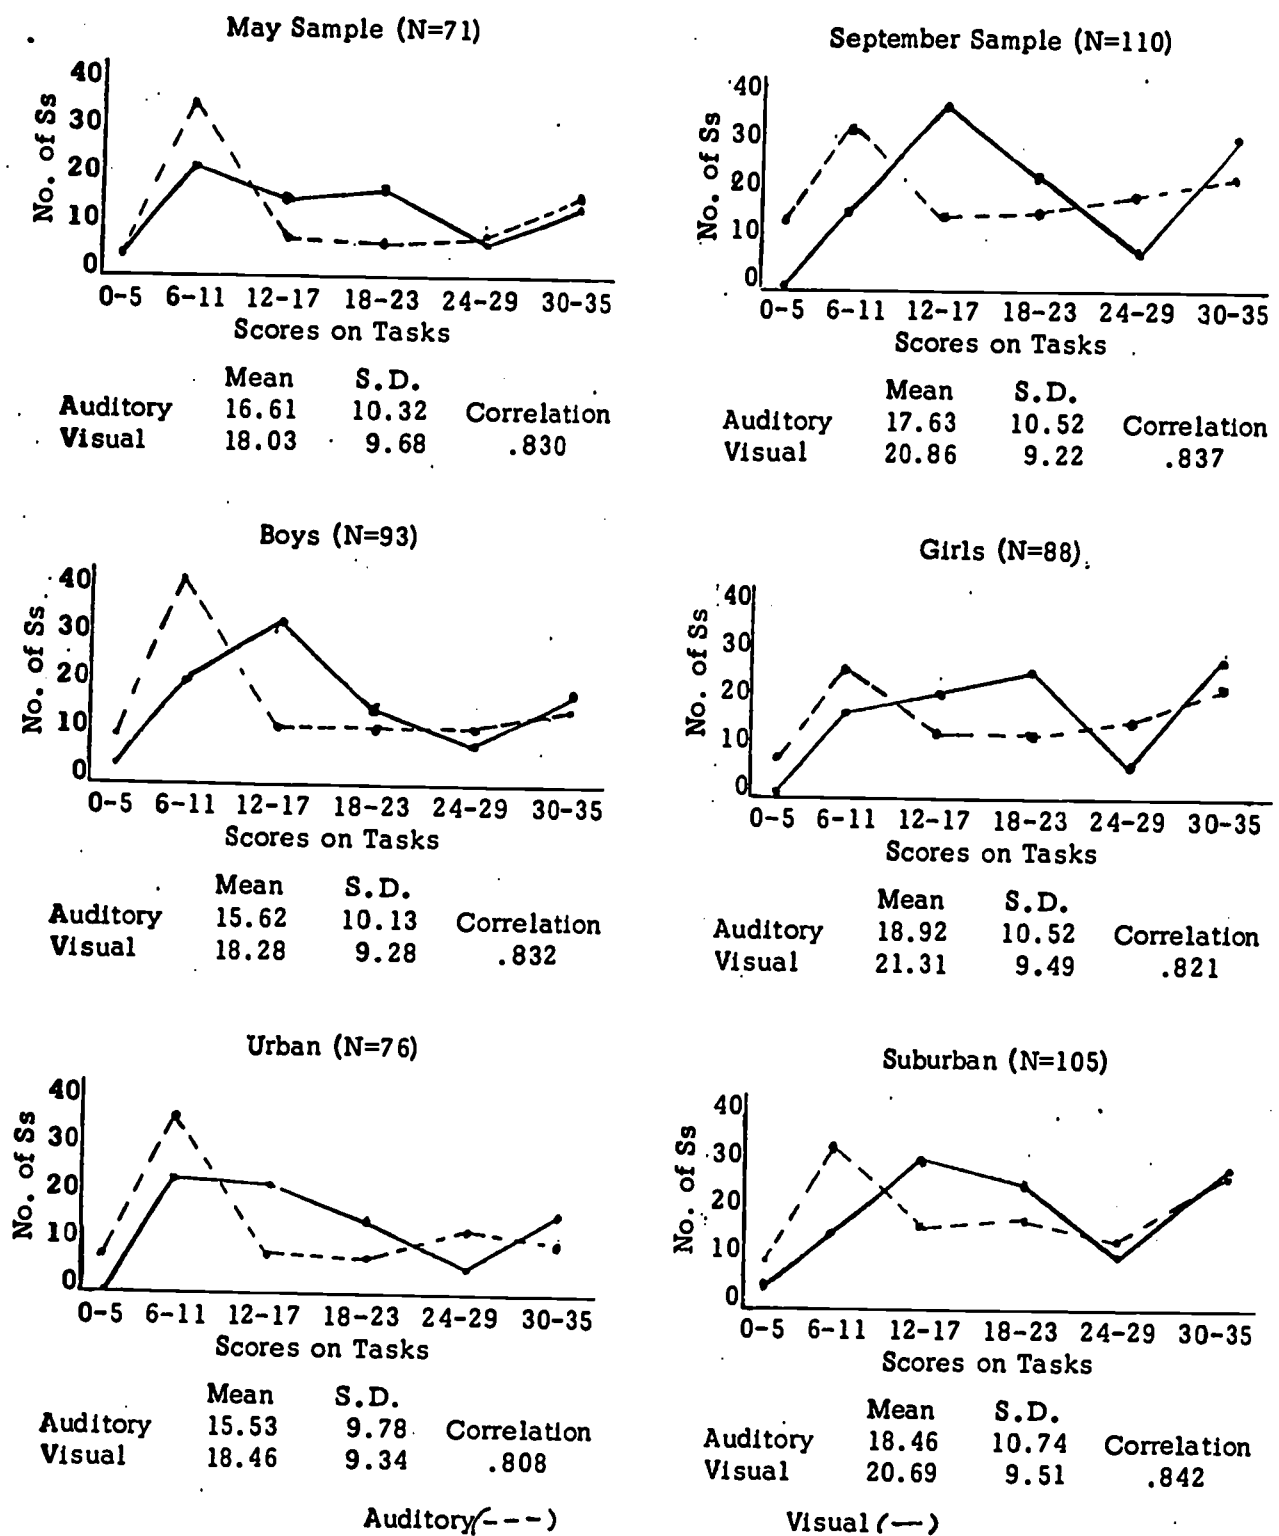 May Sample (N=71)
No. of Ss
40
30
20
10
0
0-5 6-11 12-17 18-23 24-29 30-35
Scores on Tasks
Mean S.D.
Auditory 16.61 10.32 Correlation
Visual 18.03 9.68 .830
September Sample (N=110)
No. of Ss
40
30
20
10
0
0-5 6-11 12-17 18-23 24-29 30-35
Scores on Tasks
Mean S.D.
Auditory 17.63 10.52 Correlation
Visual 20.86 9.22 .837
Boys (N=93)
No. of Ss
40
30
20
10
0
0-5 6-11 12-17 18-23 24-29 30-35
Scores on Tasks
Mean S.D.
Auditory 15.62 10.13 Correlation
Visual 18.28 9.28 .832
Girls (N=88)
No. of Ss
40
30
20
10
0
0-5 6-11 12-17 18-23 24-29 30-35
Scores on Tasks
Mean S.D.
Auditory 18.92 10.52 Correlation
Visual 21.31 9.49 .821
Urban (N=76)
No. of Ss
40
30
20
10
0
0-5 6-11 12-17 18-23 24-29 30-35
Scores on Tasks
Mean S.D.
Auditory 15.53 9.78 Correlation
Visual 18.46 9.34 .808
Suburban (N=105)
No. of Ss
40
30
20
10
0
0-5 6-11 12-17 18-23 24-29 30-35
Scores on Tasks
Mean S.D.
Auditory 18.46 10.74 Correlation
Visual 20.69 9.51 .842
Auditory(---) Visual(—)